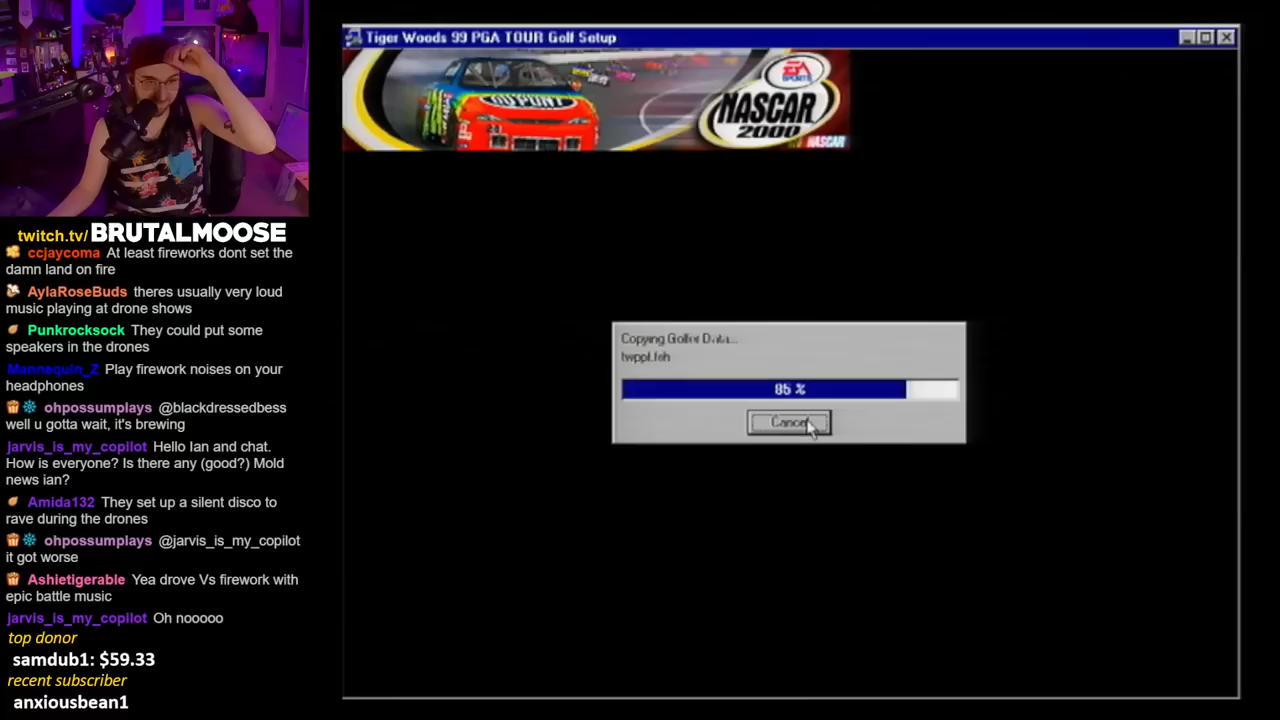 Tiger Woods 99 PGA TOUR Golf Setup
DUPONT
EA SPORTS
NASCAR
2000
NASCAR
Copying Golfer Data...
twppl.fsh
85 %
Cancel
twitch.tv/BRUTALMOOSE
ccjaycoma At least fireworks dont set the
damn land on fire
AylaRoseBuds theres usually very loud
music playing at drone shows
Punkrocksock They could put some
speakers in the drones
Mannequin_Z Play firework noises on your
headphones
ohpossumplays @blackdressedbess
well u gotta wait, it's brewing
jarvis_is_my_copilot Hello Ian and chat.
How is everyone? Is there any (good?) Mold
news ian?
Amida132 They set up a silent disco to
rave during the drones
ohpossumplays @jarvis_is_my_copilot
it got worse
Ashietigerable Yea drove Vs firework with
epic battle music
jarvis_is_my_copilot Oh nooooo
top donor
samdub1: $59.33
recent subscriber
anxiousbean1